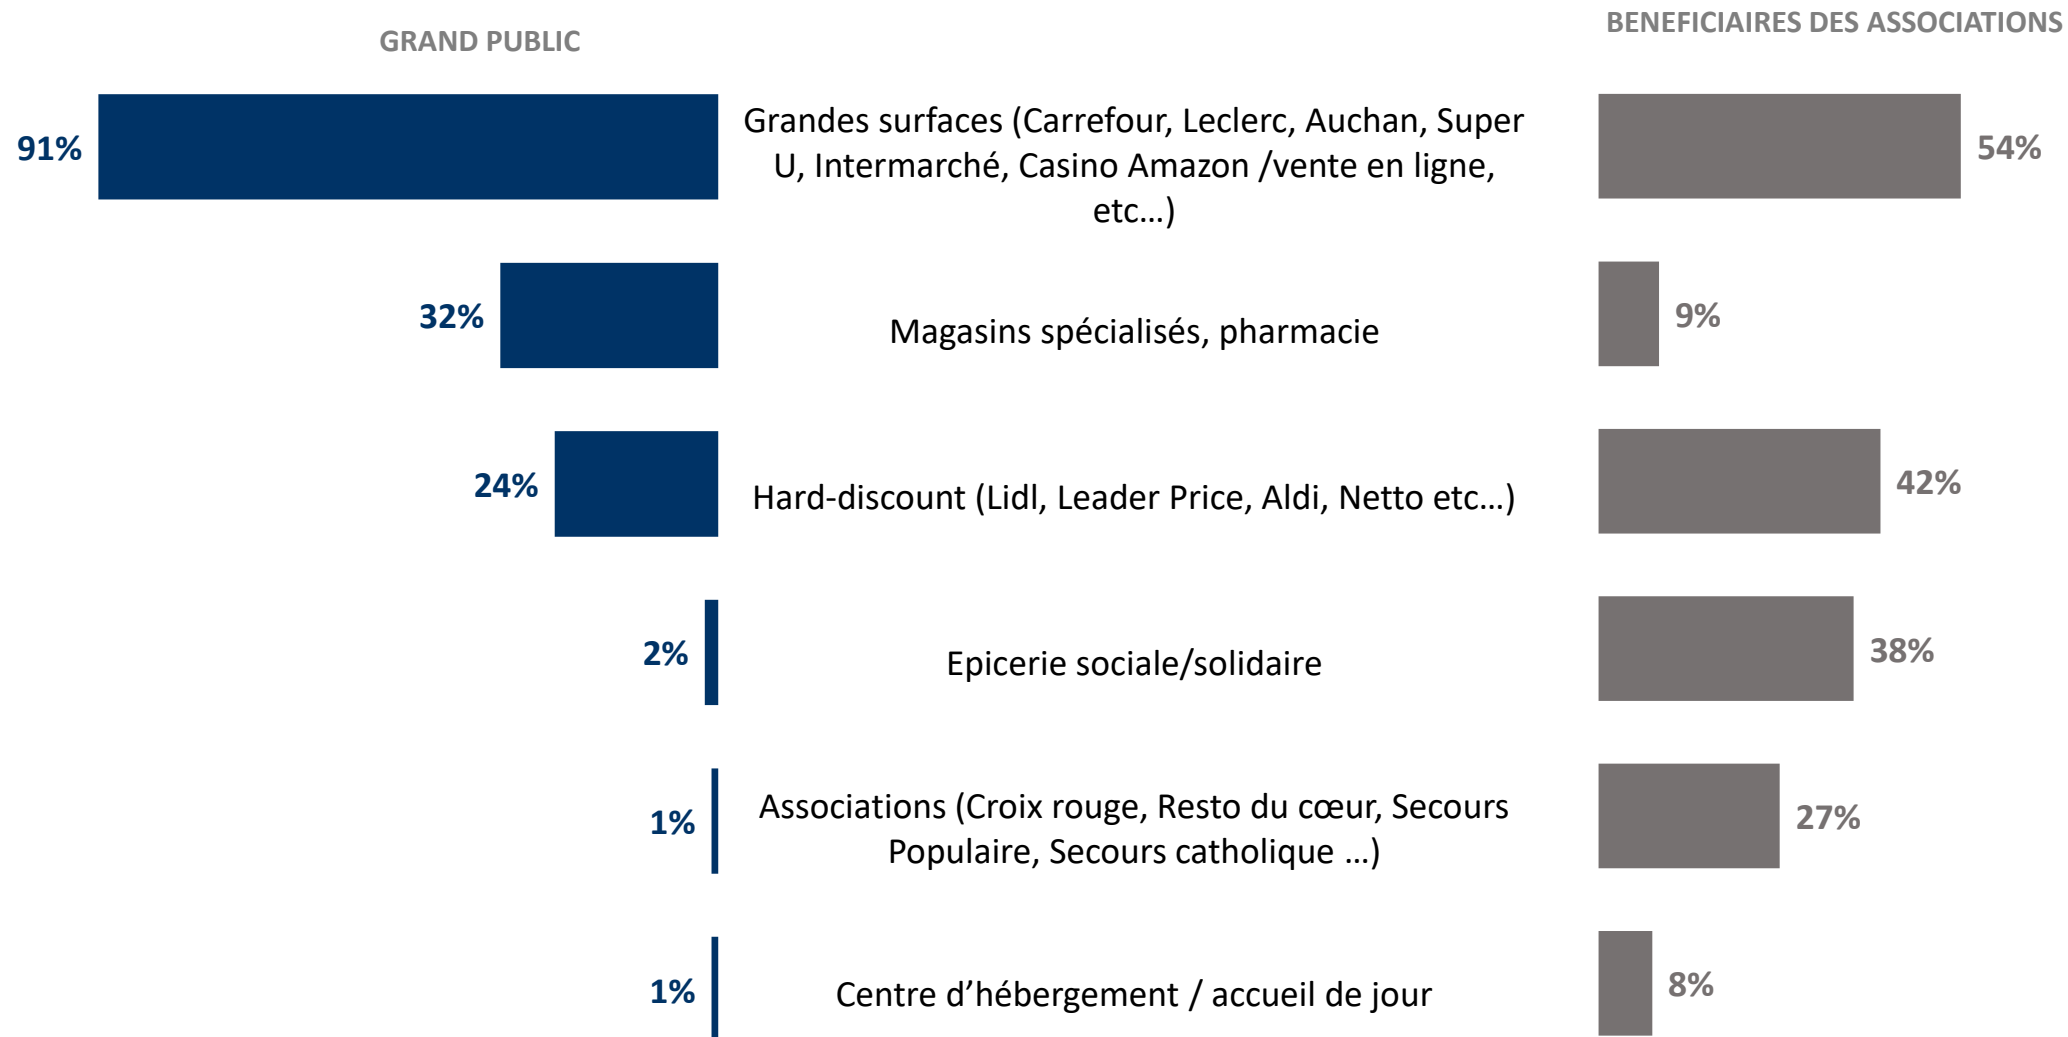 GRAND PUBLIC
BENEFICIAIRES DES ASSOCIATIONS
91%
Grandes surfaces (Carrefour, Leclerc, Auchan, Super
U, Intermarché, Casino Amazon /vente en ligne,
etc…)
54%
32%
Magasins spécialisés, pharmacie
9%
24%
Hard-discount (Lidl, Leader Price, Aldi, Netto etc…)
42%
2%
Epicerie sociale/solidaire
38%
1%
Associations (Croix rouge, Resto du cœur, Secours
Populaire, Secours catholique …)
27%
1%
Centre d’hébergement / accueil de jour
8%